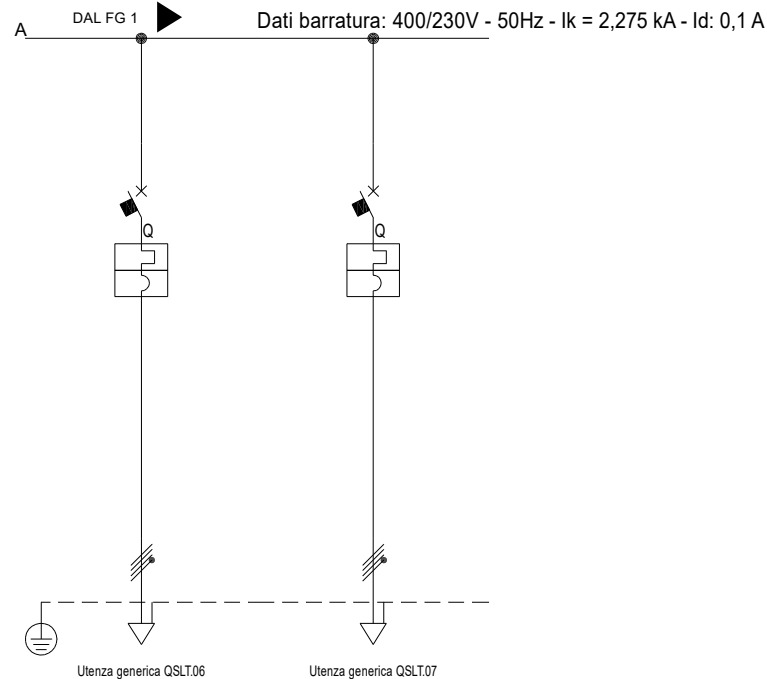 A
DAL FG 1
Dati barratura: 400/230V - 50Hz - Ik = 2,275 kA - Id: 0,1 A
Q
Q
Utenza generica QSLT.06
Utenza generica QSLT.07